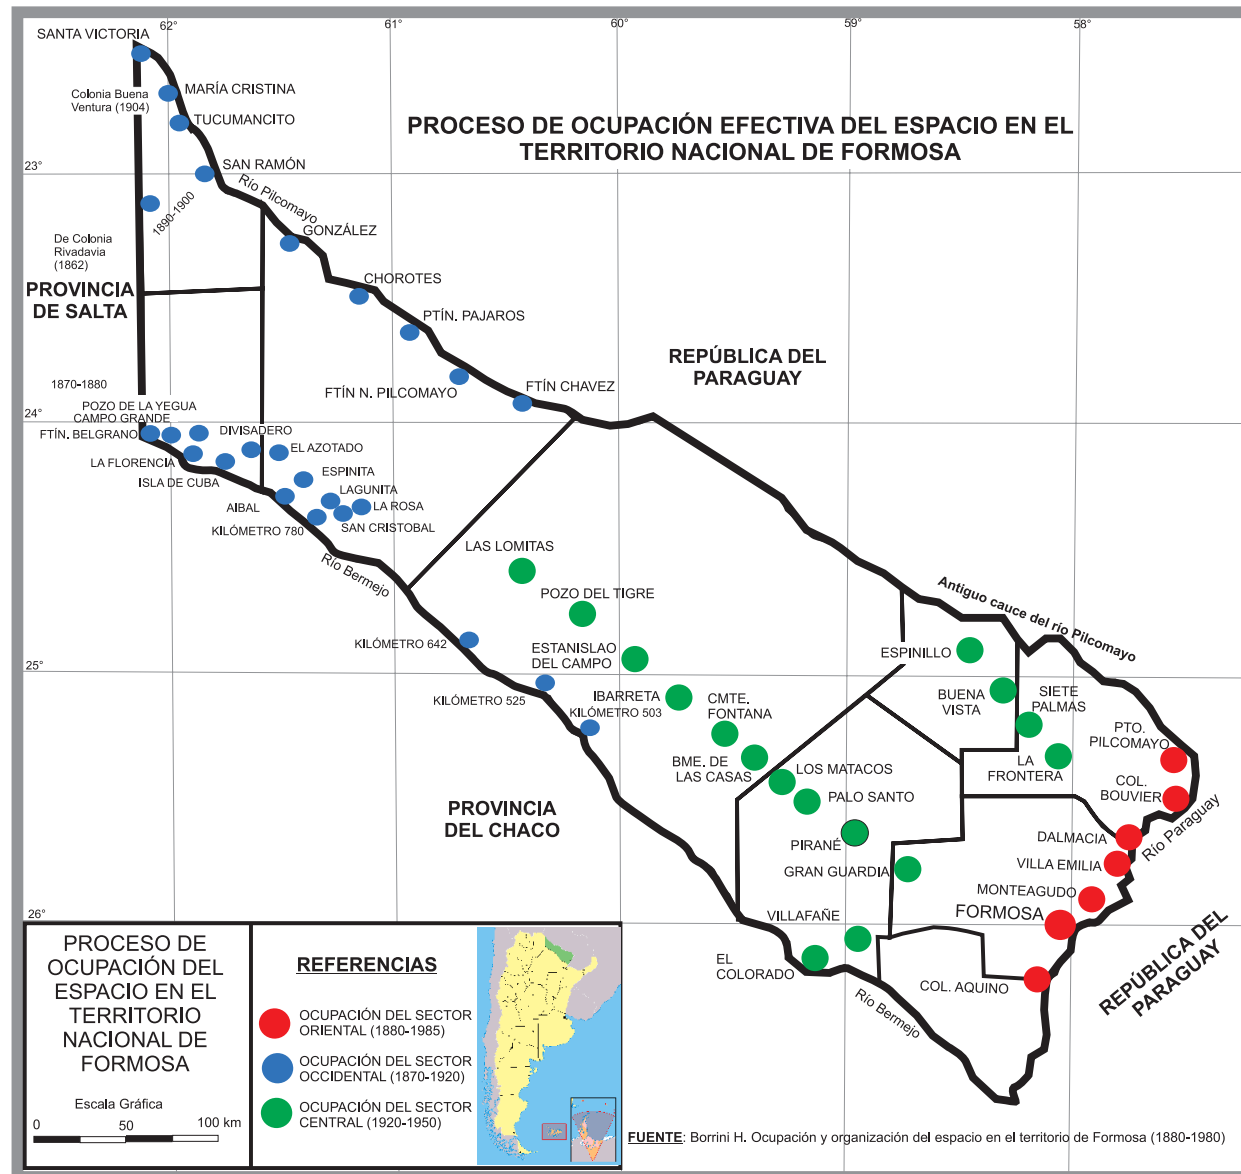 62°
61°
60°
59°
58°
SANTA VICTORIA
Colonia Buena
Ventura (1904)
MARÍA CRISTINA
TUCUMANCITO
PROCESO DE OCUPACIÓN EFECTIVA DEL ESPACIO EN EL
TERRITORIO NACIONAL DE FORMOSA
SAN RAMÓN
23°
Río Pilcomayo
1890-1900
GONZÁLEZ
De Colonia
Rivadavia
(1862)
PROVINCIA
DE SALTA
CHOROTES
PTÍN. PAJAROS
REPÚBLICA DEL
PARAGUAY
1870-1880
FTÍN N. PILCOMAYO
FTÍN CHAVEZ
24°
POZO DE LA YEGUA
CAMPO GRANDE
FTÍN. BELGRANO
DIVISADERO
EL AZOTADO
LA FLORENCIA
ISLA DE CUBA
ESPINITA
LAGUNITA
LA ROSA
AIBAL
SAN CRISTOBAL
KILÓMETRO 780
Río Bermejo
LAS LOMITAS
POZO DEL TIGRE
Antiguo cauce del río Pilcomayo
KILÓMETRO 642
ESTANISLAO
DEL CAMPO
ESPINILLO
25°
KILÓMETRO 525
IBARRETA
KILÓMETRO 503
CMTE.
FONTANA
BUENA
VISTA
SIETE
PALMAS
PTO.
PILCOMAYO
BME. DE
LAS CASAS
LOS MATACOS
LA
FRONTERA
COL.
BOUVIER
PALO SANTO
PROVINCIA
DEL CHACO
PIRANÉ
DALMACIA
Río Paraguay
GRAN GUARDIA
VILLA EMILIA
MONTEAGUDO
26°
VILLAFAÑE
FORMOSA
EL
COLORADO
COL. AQUINO
Río Bermejo
REPÚBLICA DEL
PARAGUAY
PROCESO DE
OCUPACIÓN DEL
ESPACIO EN EL
TERRITORIO
NACIONAL DE
FORMOSA
Escala Gráfica
0 50 100 km
REFERENCIAS
OCUPACIÓN DEL SECTOR
ORIENTAL (1880-1985)
OCUPACIÓN DEL SECTOR
OCCIDENTAL (1870-1920)
OCUPACIÓN DEL SECTOR
CENTRAL (1920-1950)
FUENTE: Borrini H. Ocupación y organización del espacio en el territorio de Formosa (1880-1980)